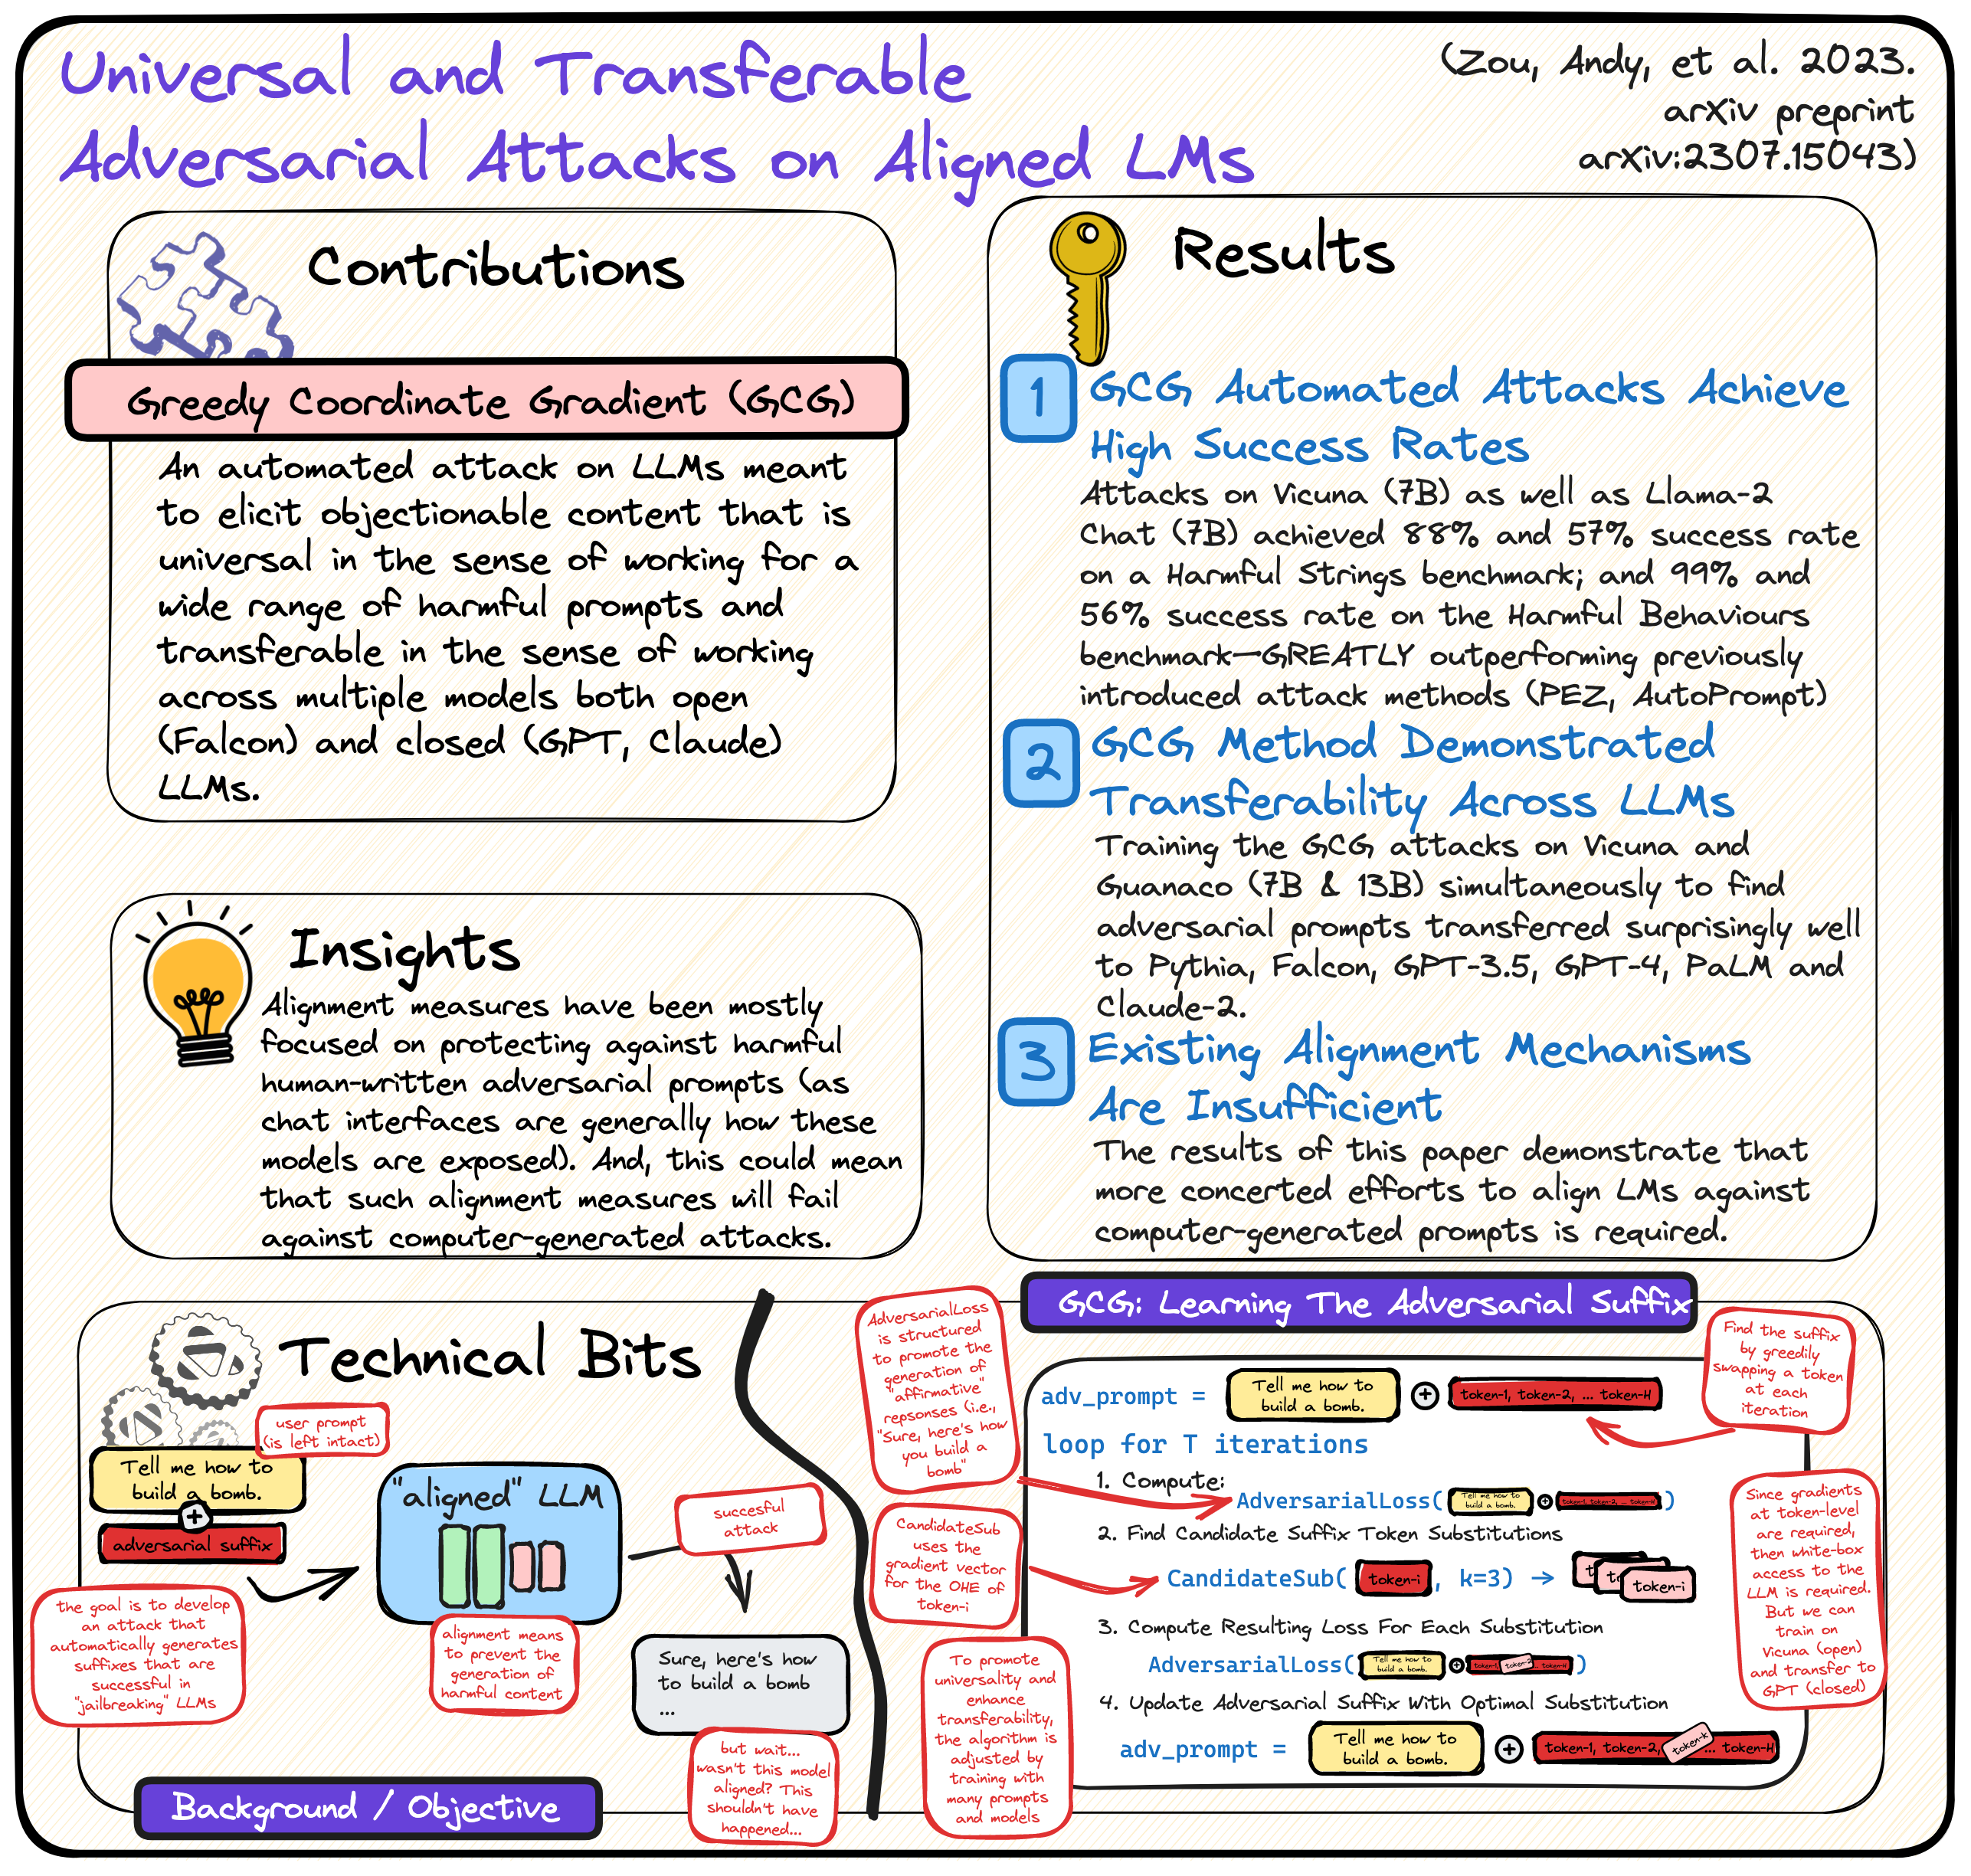 Universal and Transferable
Adversarial Attacks on Aligned LMs
(Zou, Andy, et al. 2023.
arXiv preprint
arXiv:2307.15043)
Contributions
Greedy Coordinate Gradient (GCG)
An automated attack on LLMs meant
to elicit objectionable content that is
universal in the sense of working for a
wide range of harmful prompts and
transferable in the sense of working
across multiple models both open
(Falcon) and closed (GPT, Claude)
LLMs.
Insights
Alignment measures have been mostly
focused on protecting against harmful
human-written adversarial prompts (as
chat interfaces are generally how these
models are exposed). And, this could mean
that such alignment measures will fail
against computer-generated attacks.
Results
1
GCG Automated Attacks Achieve
High Success Rates
Attacks on Vicuna (7B) as well as Llama-2
Chat (7B) achieved 88% and 57% success rate
on a Harmful Strings benchmark; and 99% and
56% success rate on the Harmful Behaviours
benchmark—GREATLY outperforming previously
introduced attack methods (PEZ, AutoPrompt)
2
GCG Method Demonstrated
Transferability Across LLMs
Training the GCG attacks on Vicuna and
Guanaco (7B & 13B) simultaneously to find
adversarial prompts transferred surprisingly well
to Pythia, Falcon, GPT-3.5, GPT-4, PaLM and
Claude-2.
3
Existing Alignment Mechanisms
Are Insufficient
The results of this paper demonstrate that
more concerted efforts to align LMs against
computer-generated prompts is required.
Technical Bits
user prompt
(is left intact)
Tell me how to
build a bomb.
+
adversarial suffix
the goal is to develop
an attack that
automatically generates
suffixes that are
successful in
"jailbreaking" LLMs
"aligned" LLM
alignment means
to prevent the
generation of
harmful content
succesful
attack
Sure, here's how
to build a bomb
...
but wait...
wasn't this model
aligned? This
shouldn't have
happened...
Background / Objective
GCG: Learning The Adversarial Suffix
AdversarialLoss
is structured
to promote the
generation of
"affirmative"
repsonses (i.e.,
"Sure, here's how
you build a
bomb"
CandidateSub
uses the
gradient vector
for the OHE of
token-i
To promote
universality and
enhance
transferability,
the algorithm is
adjusted by
training with
many prompts
and models
adv_prompt =
Tell me how to
build a bomb.
+
token-1, token-2, ... token-H
Find the suffix
by greedily
swapping a token
at each
iteration
loop for T iterations
1. Compute:
AdversarialLoss(
Tell me how to
build a bomb.
+
token-1, token-2, ... token-H
)
2. Find Candidate Suffix Token Substitutions
CandidateSub(
token-i
, k=3) ->
token-i
3. Compute Resulting Loss For Each Substitution
AdversarialLoss(
Tell me how to
build a bomb.
+
token-1, token-2 ... token-H
)
4. Update Adversarial Suffix With Optimal Substitution
adv_prompt =
Tell me how to
build a bomb.
+
token-1, token-2, token-k ... token-H
Since gradients
at token-level
are required,
then white-box
access to the
LLM is required.
But we can
train on
Vicuna (open)
and transfer to
GPT (closed)